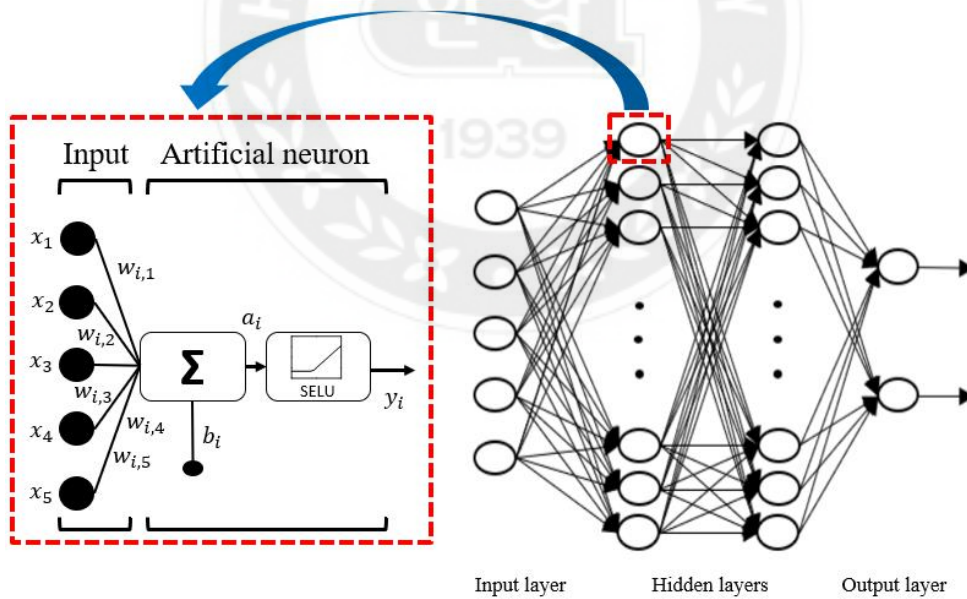 1939
Input Artificial neuron
x₁
wᵢ,₁
x₂
wᵢ,₂
x₃
wᵢ,₃
x₄
wᵢ,₄
wᵢ,₅
x₅
Σ
aᵢ
SELU
yᵢ
bᵢ
Input layer Hidden layers Output layer